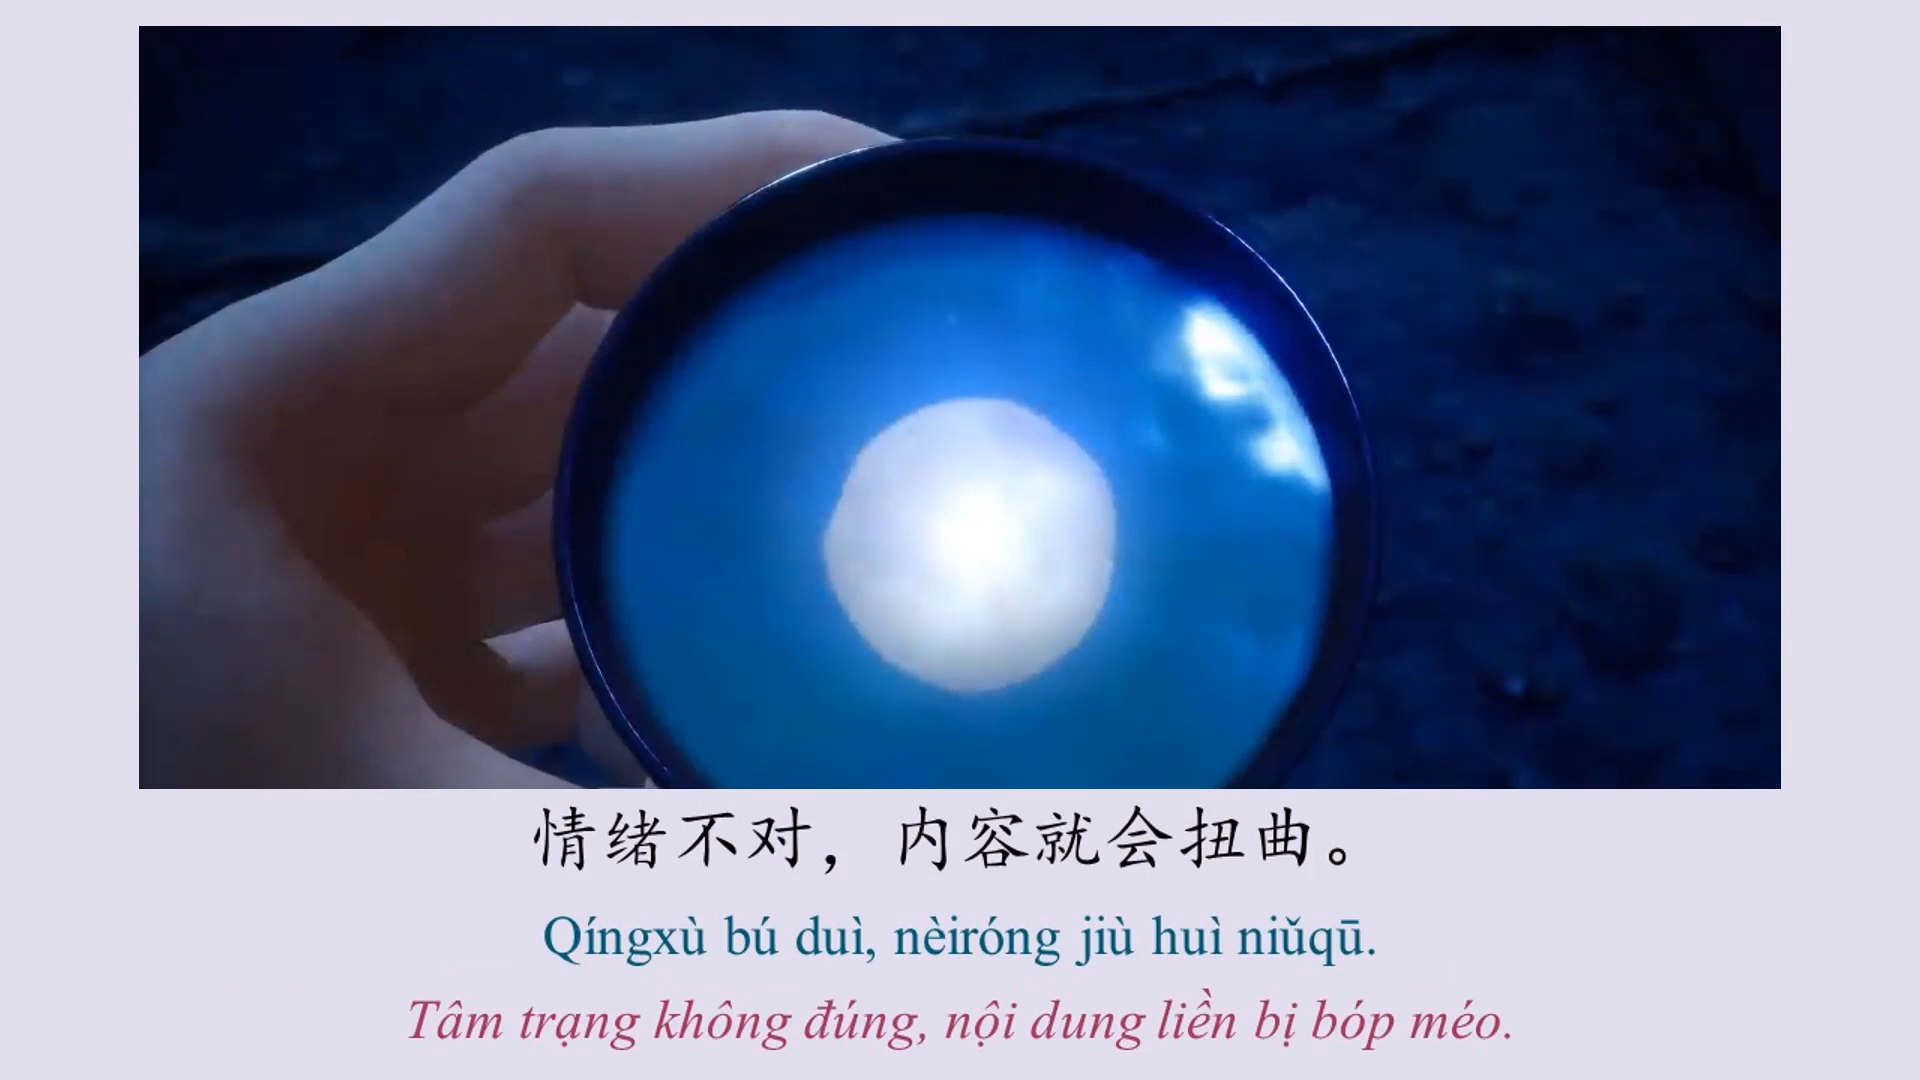 情绪不对，内容就会扭曲。
Qíngxù bú duì, nèiróng jiù huì niǔqū.
Tâm trạng không đúng, nội dung liền bị bóp méo.